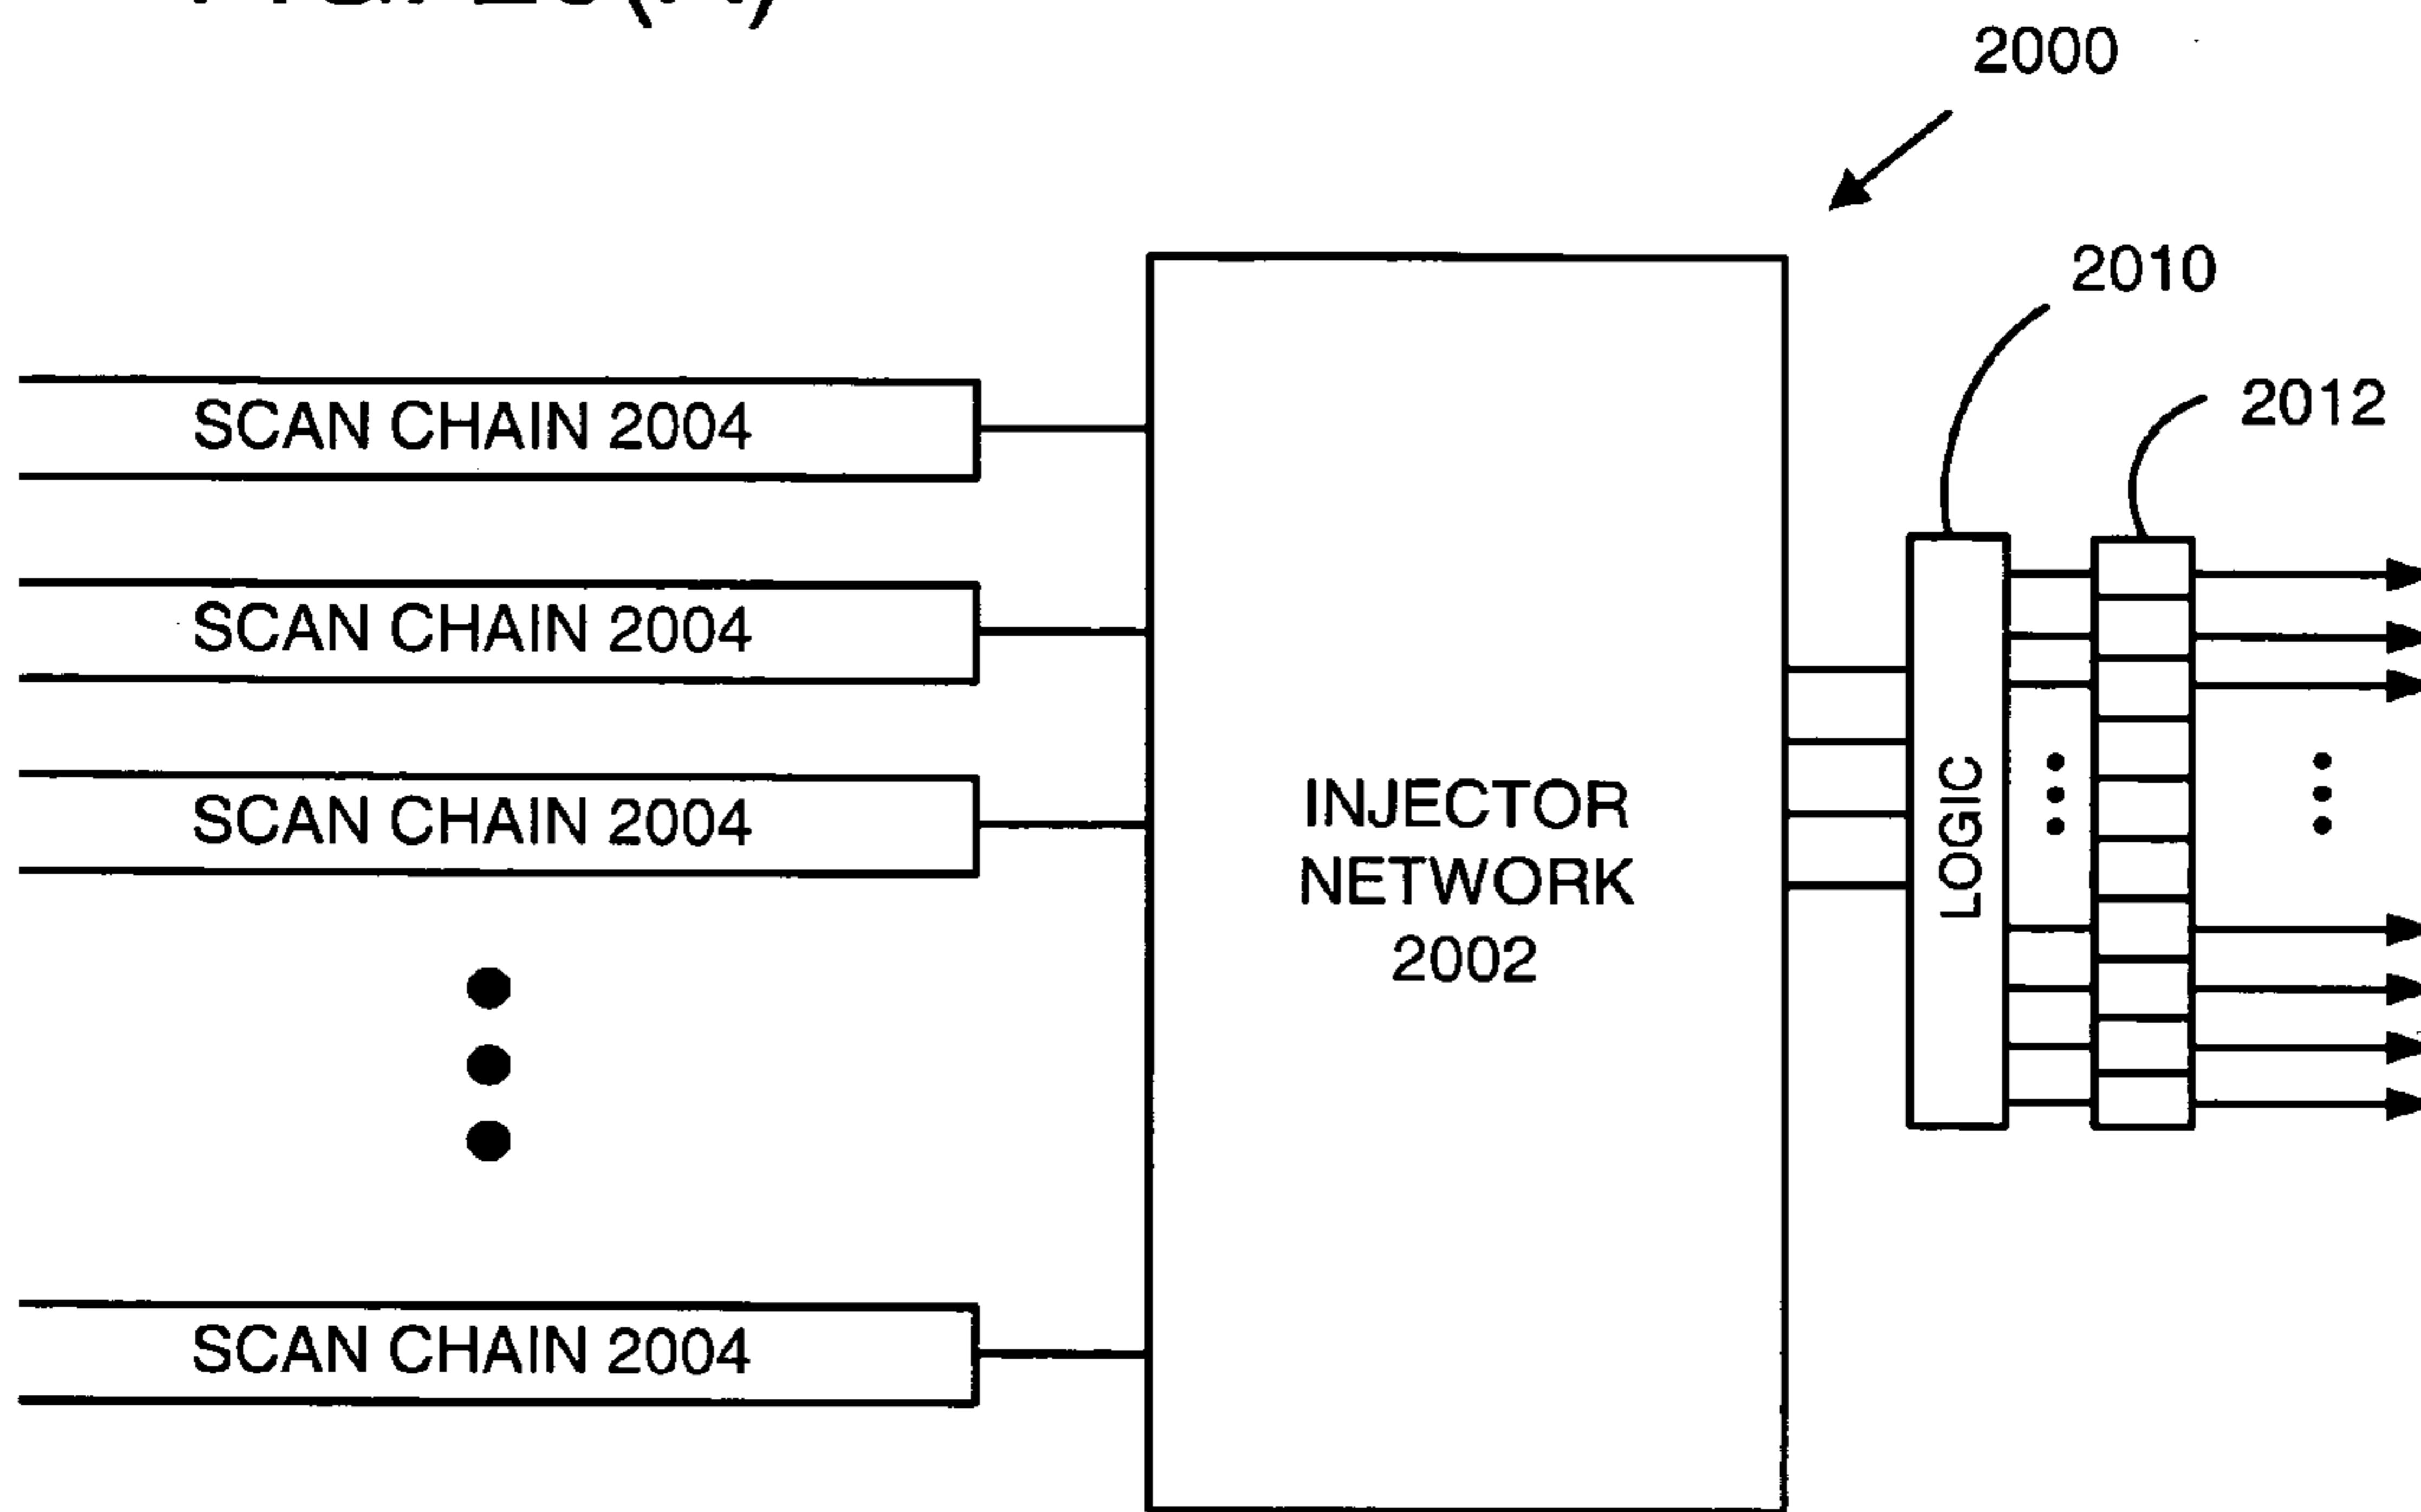 2000
2010
2012
SCAN CHAIN 2004
SCAN CHAIN 2004
SCAN CHAIN 2004
SCAN CHAIN 2004
INJECTOR
NETWORK
2002
LOGIC